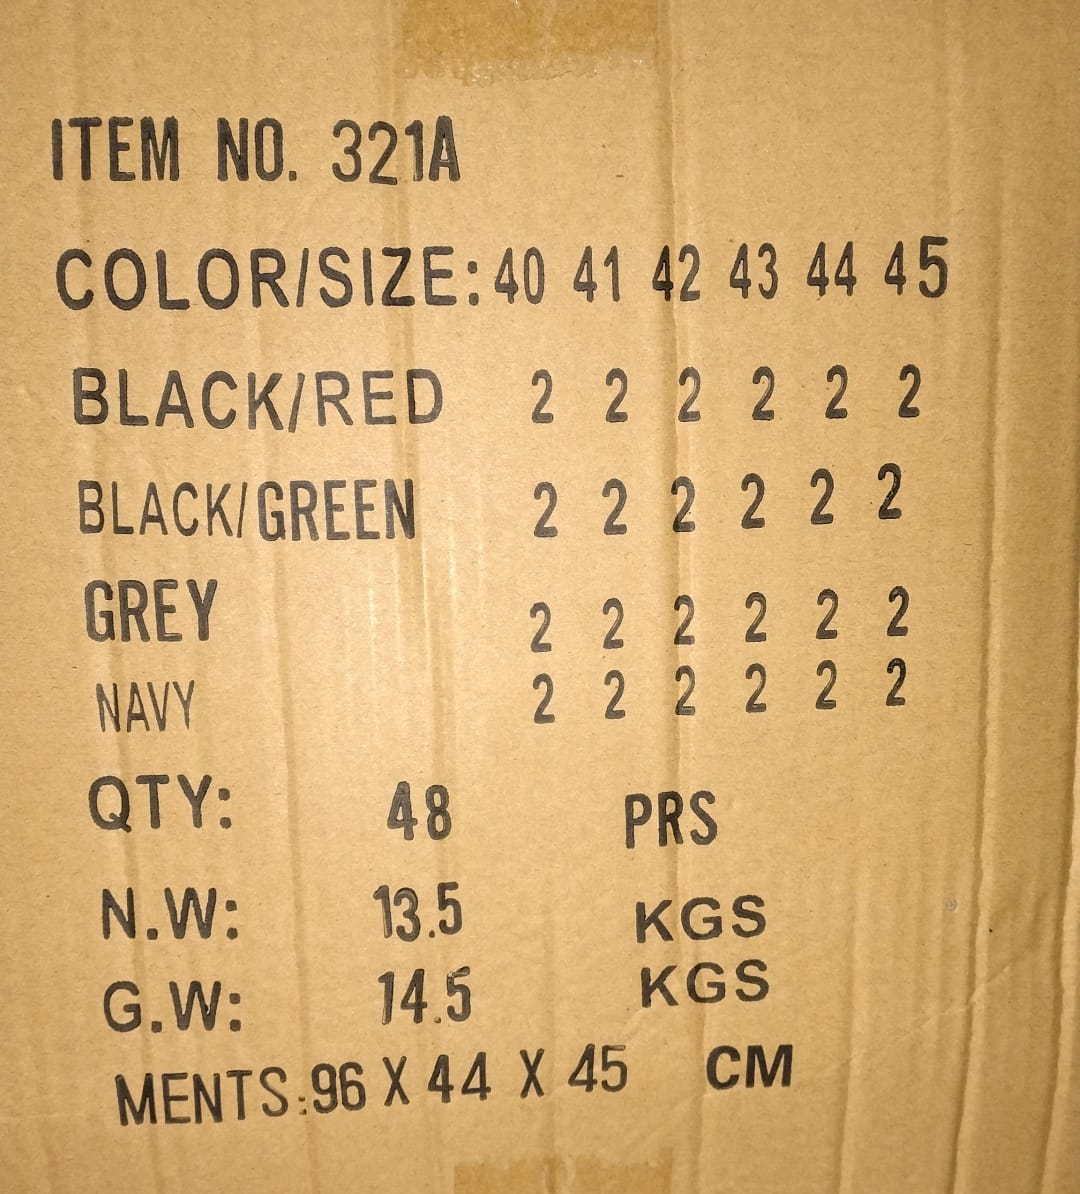 ITEM NO. 321A
COLOR/SIZE: 40 41 42 43 44 45
BLACK/RED 2 2 2 2 2 2
BLACK/GREEN 2 2 2 2 2 2
GREY 2 2 2 2 2 2
NAVY 2 2 2 2 2 2
QTY: 48 PRS
N.W: 13.5 KGS
G.W: 14.5 KGS
MENTS: 96 X 44 X 45 CM